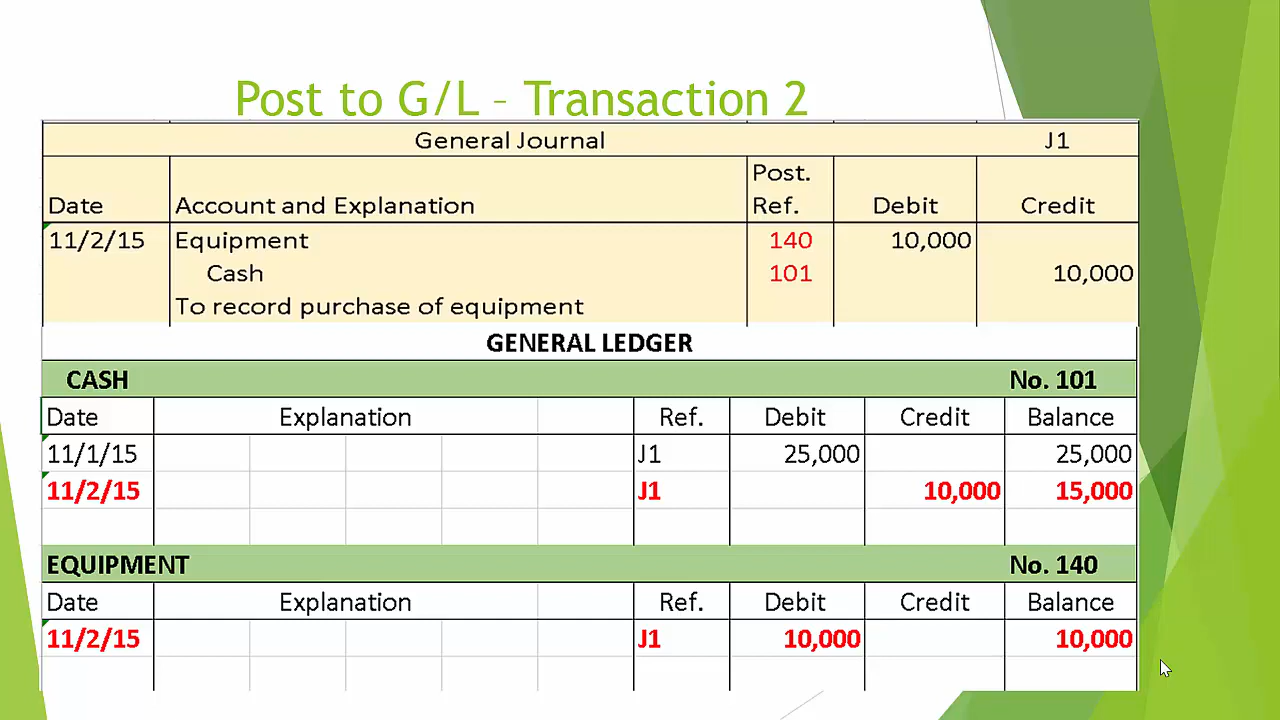 Post to G/L – Transaction 2
General Journal J1
Post.
Date Account and Explanation Ref. Debit Credit
11/2/15 Equipment 140 10,000
Cash 101 10,000
To record purchase of equipment
GENERAL LEDGER
CASH No. 101
Date Explanation Ref. Debit Credit Balance
11/1/15 J1 25,000 25,000
11/2/15 J1 10,000 15,000
EQUIPMENT No. 140
Date Explanation Ref. Debit Credit Balance
11/2/15 J1 10,000 10,000